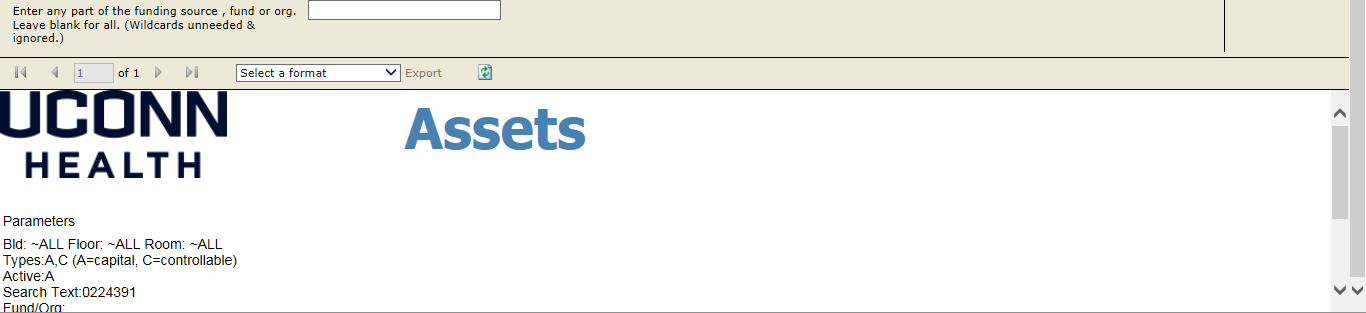 Enter any part of the funding source , fund or org.
Leave blank for all. (Wildcards unneeded &
ignored.)
1 of 1 Select a format Export
UCONN
HEALTH
Assets
Parameters
Bld: ~ALL Floor: ~ALL Room: ~ALL
Types:A,C (A=capital, C=controllable)
Active:A
Search Text:0224391
Fund/Org: